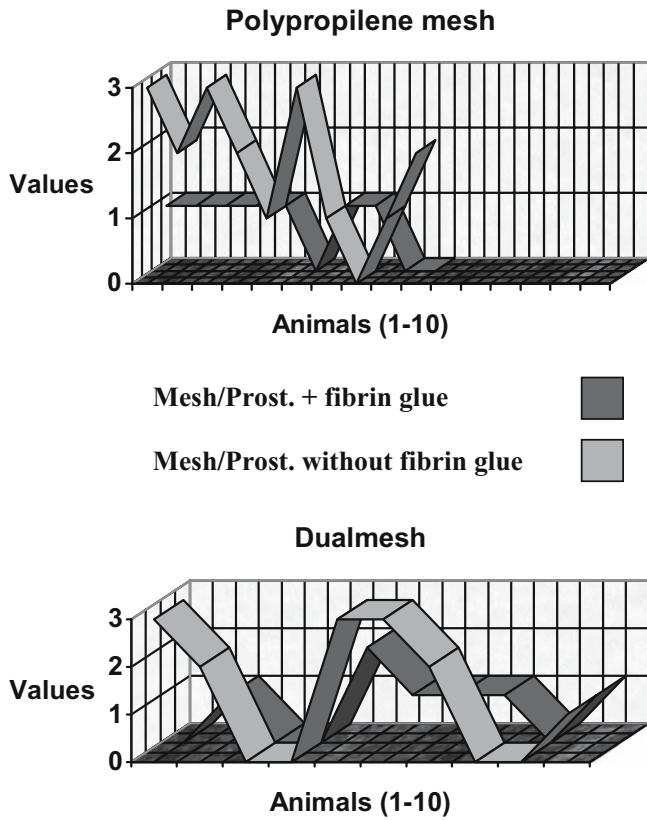 Polypropilene mesh
3
2
Values
1
0
Animals (1-10)
Mesh/Prost. + fibrin glue
Mesh/Prost. without fibrin glue
Dualmesh
3
2
Values
1
0
Animals (1-10)